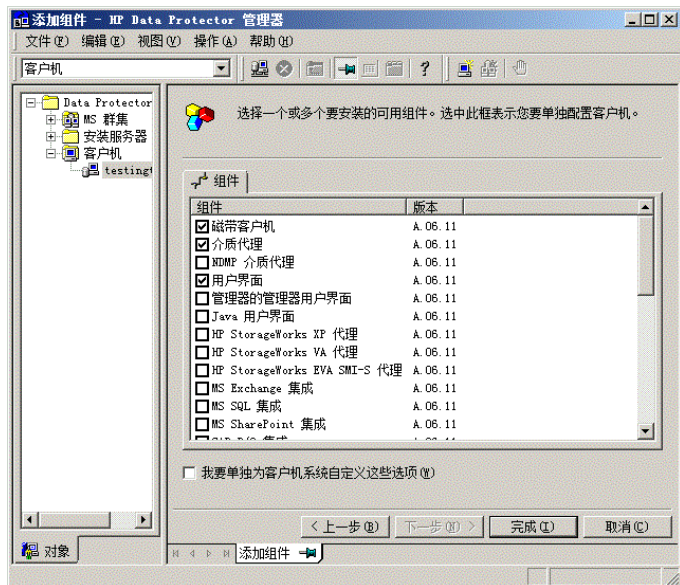 添加组件 - HP Data Protector 管理器
文件(F) 编辑(E) 视图(V) 操作(A) 帮助(H)
客户机
?
Data Protector
MS 群集
安装服务器
客户机
testingt
选择一个或多个要安装的可用组件。选中此框表示您要单独配置客户机。
组件
组件 版本
磁带客户机 A.06.11
介质代理 A.06.11
NDMP 介质代理 A.06.11
用户界面 A.06.11
管理器的管理器用户界面 A.06.11
Java 用户界面 A.06.11
HP StorageWorks XP 代理 A.06.11
HP StorageWorks VA 代理 A.06.11
HP StorageWorks EVA SMI-S 代理 A.06.11
MS Exchange 集成 A.06.11
MS SQL 集成 A.06.11
MS SharePoint 集成 A.06.11
我要单独为客户机系统自定义这些选项(W)
< 上一步(B) 下一步(N) > 完成(I) 取消(C)
对象
添加组件